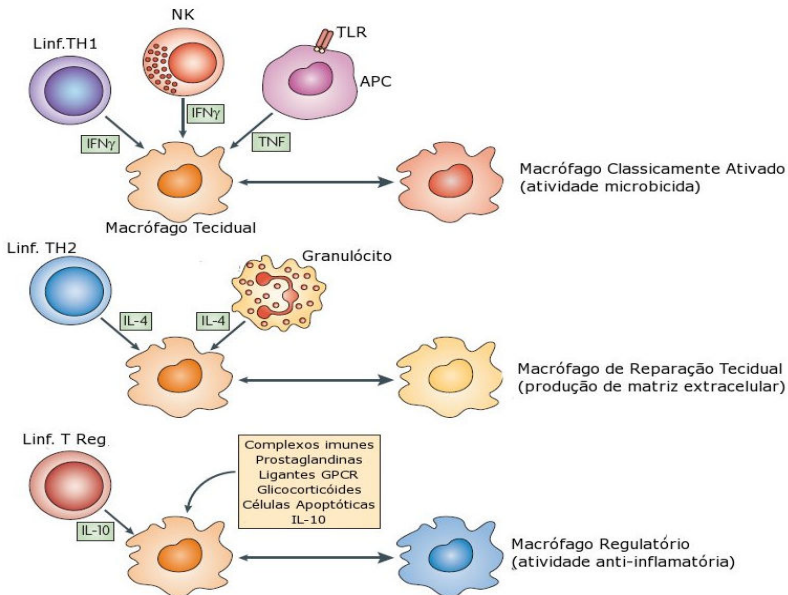 NK
TLR
Linf.TH1
APC
IFNγ
IFNγ
TNF
Macrófago Classicamente Ativado
(atividade microbicida)
Macrófago Tecidual
Linf. TH2
Granulócito
IL-4
IL-4
Macrófago de Reparação Tecidual
(produção de matriz extracelular)
Linf. T Reg
Complexos imunes
Prostaglandinas
Ligantes GPCR
Glicocorticóides
Células Apoptóticas
IL-10
IL-10
Macrófago Regulatório
(atividade anti-inflamatória)